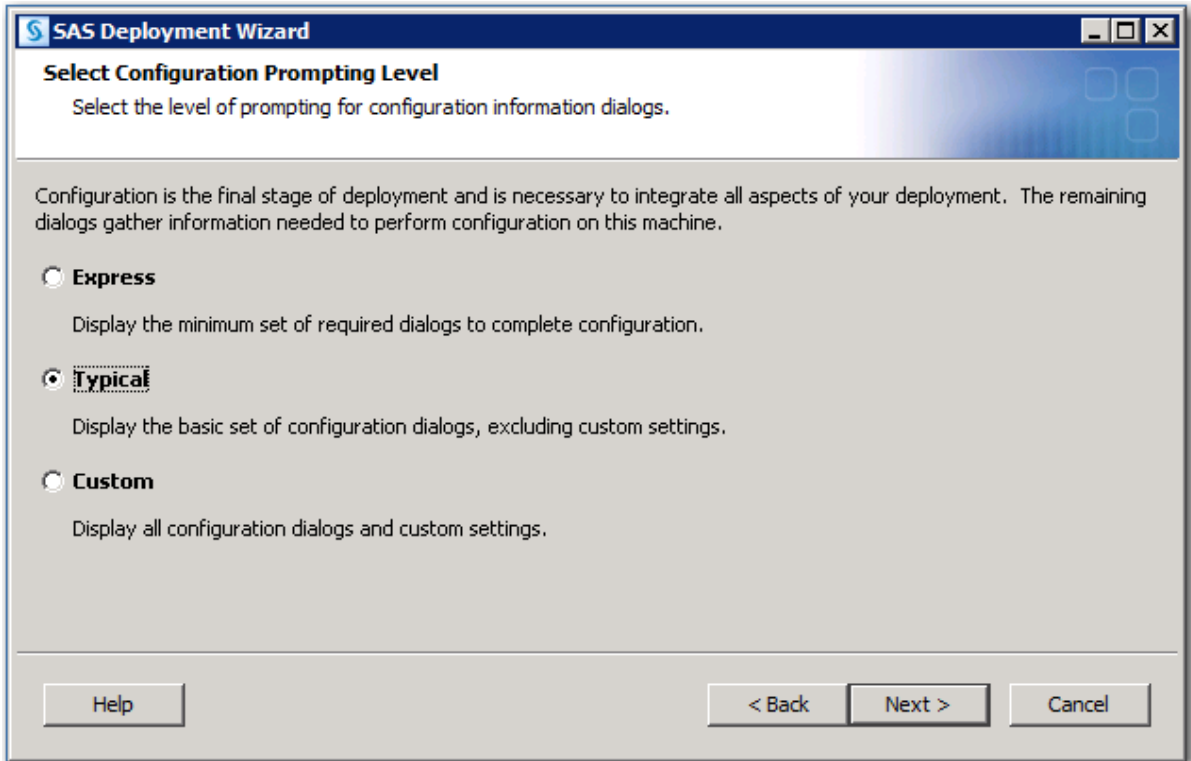 SAS Deployment Wizard
Select Configuration Prompting Level
Select the level of prompting for configuration information dialogs.
Configuration is the final stage of deployment and is necessary to integrate all aspects of your deployment. The remaining
dialogs gather information needed to perform configuration on this machine.
Express
Display the minimum set of required dialogs to complete configuration.
Typical
Display the basic set of configuration dialogs, excluding custom settings.
Custom
Display all configuration dialogs and custom settings.
Help
< Back
Next >
Cancel